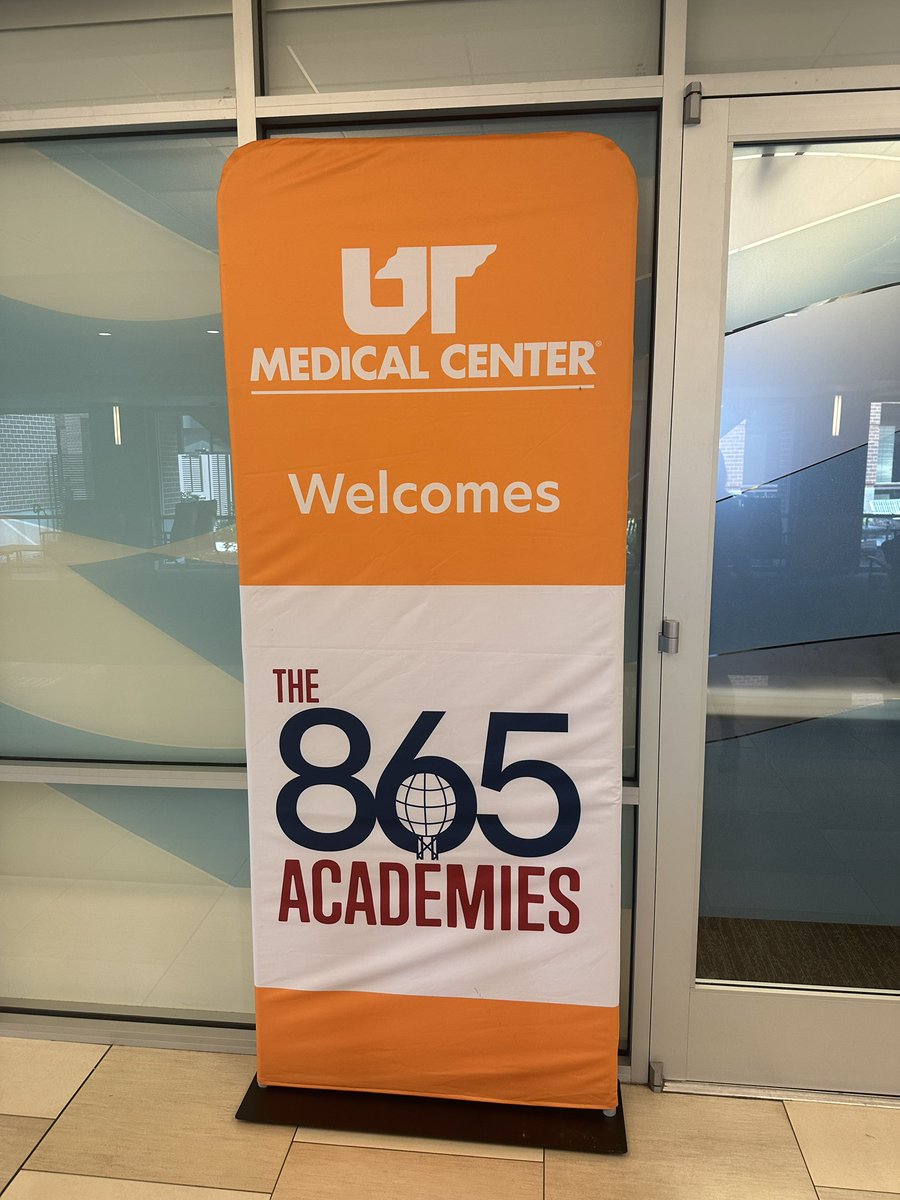 UT
MEDICAL CENTER®
Welcomes
THE
865
ACADEMIES